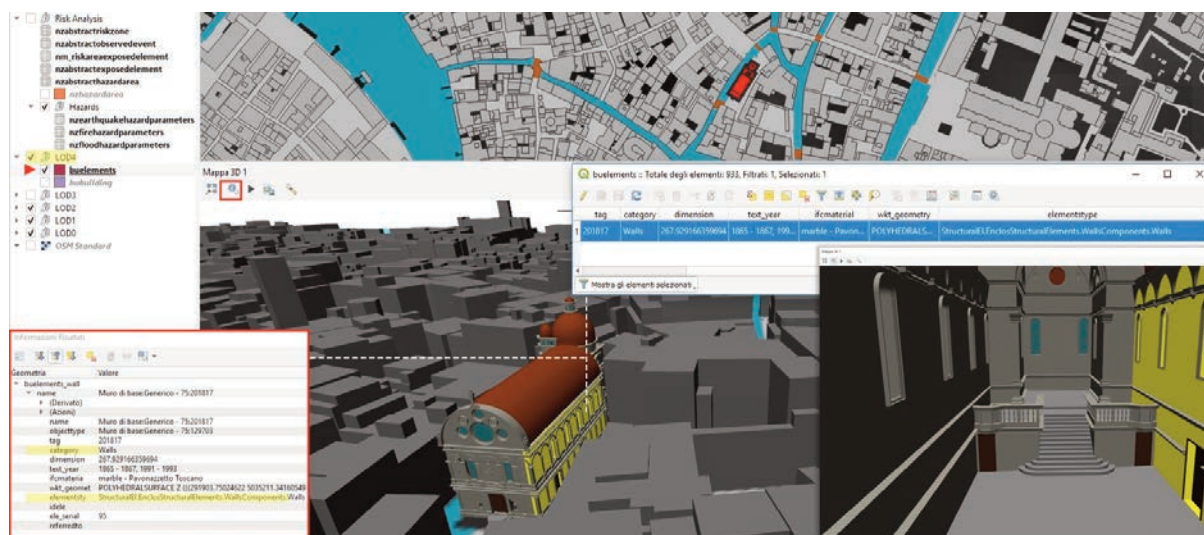 Risk Analysis
nzabstractriskzone
nzabstractobservedevent
nm_riskareaexposedelement
nzabstractexposedelement
nzabstracthazardarea
nzhazardarea
Hazards
nzearthquakehazardparameters
nzfirehazardparameters
nzfloodhazardparameters
LOD4
buelements
bubuilding
LOD3
LOD2
LOD1
LOD0
OSM Standard
Mappa 3D 1
buelements :: Totale degli elementi: 933, Filtrati: 1, Selezionati: 1
tag category dimension text_year ifcmaterial wkt_geometry elementstype
1 201817 Walls 267.929166359694 1865 - 1867, 199... marble - Pavon... POLYHEDRALS... StructuralEl.EnclosStructuralElements.WallsComponents.Walls
Mostra gli elementi selezionati
Informazioni Risultati
Geometria Valore
buelements_wall
name Muro di base:Generico - 75:201817
(Derivato)
(Azioni)
name Muro di base:Generico - 75:201817
objecttype Muro di base:Generico - 75:129703
tag 201817
category Walls
dimension 267.929166359694
text_year 1865 - 1867, 1991 - 1993
ifcmateria marble - Pavonazzetto Toscano
wkt_geomet POLYHEDRALSURFACE Z (((291903.75024622 5035211.34160549
elementsty StructuralEl.EnclosStructuralElements.WallsComponents.Walls
idele
ele_serial 95
referredto